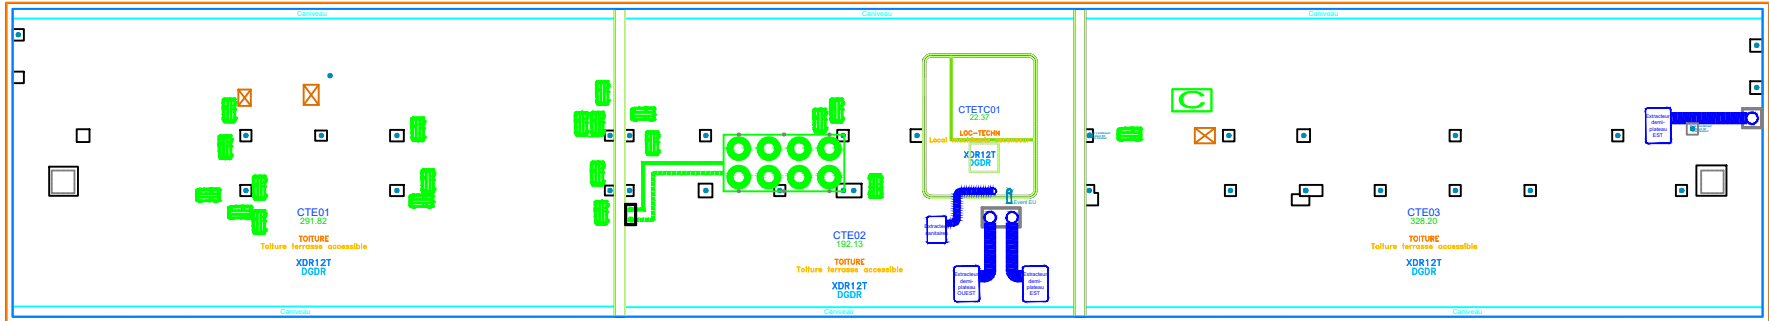 Caniveau
Caniveau
Caniveau
CTETC01
22.37
LOC-TECHN
XDR12T
DGDR
Extracteur
demi-
plateau
EST
CTE01
291.82
TOITURE
Toiture terrasse accessible
XDR12T
DGDR
CTE02
192.13
TOITURE
Toiture terrasse accessible
XDR12T
DGDR
Event EU
Extracteur
sanitaires
Extracteur
demi-
plateau
OUEST
Extracteur
demi-
plateau
EST
C
CTE03
328.20
TOITURE
Toiture terrasse accessible
XDR12T
DGDR
Caniveau
Caniveau
Caniveau